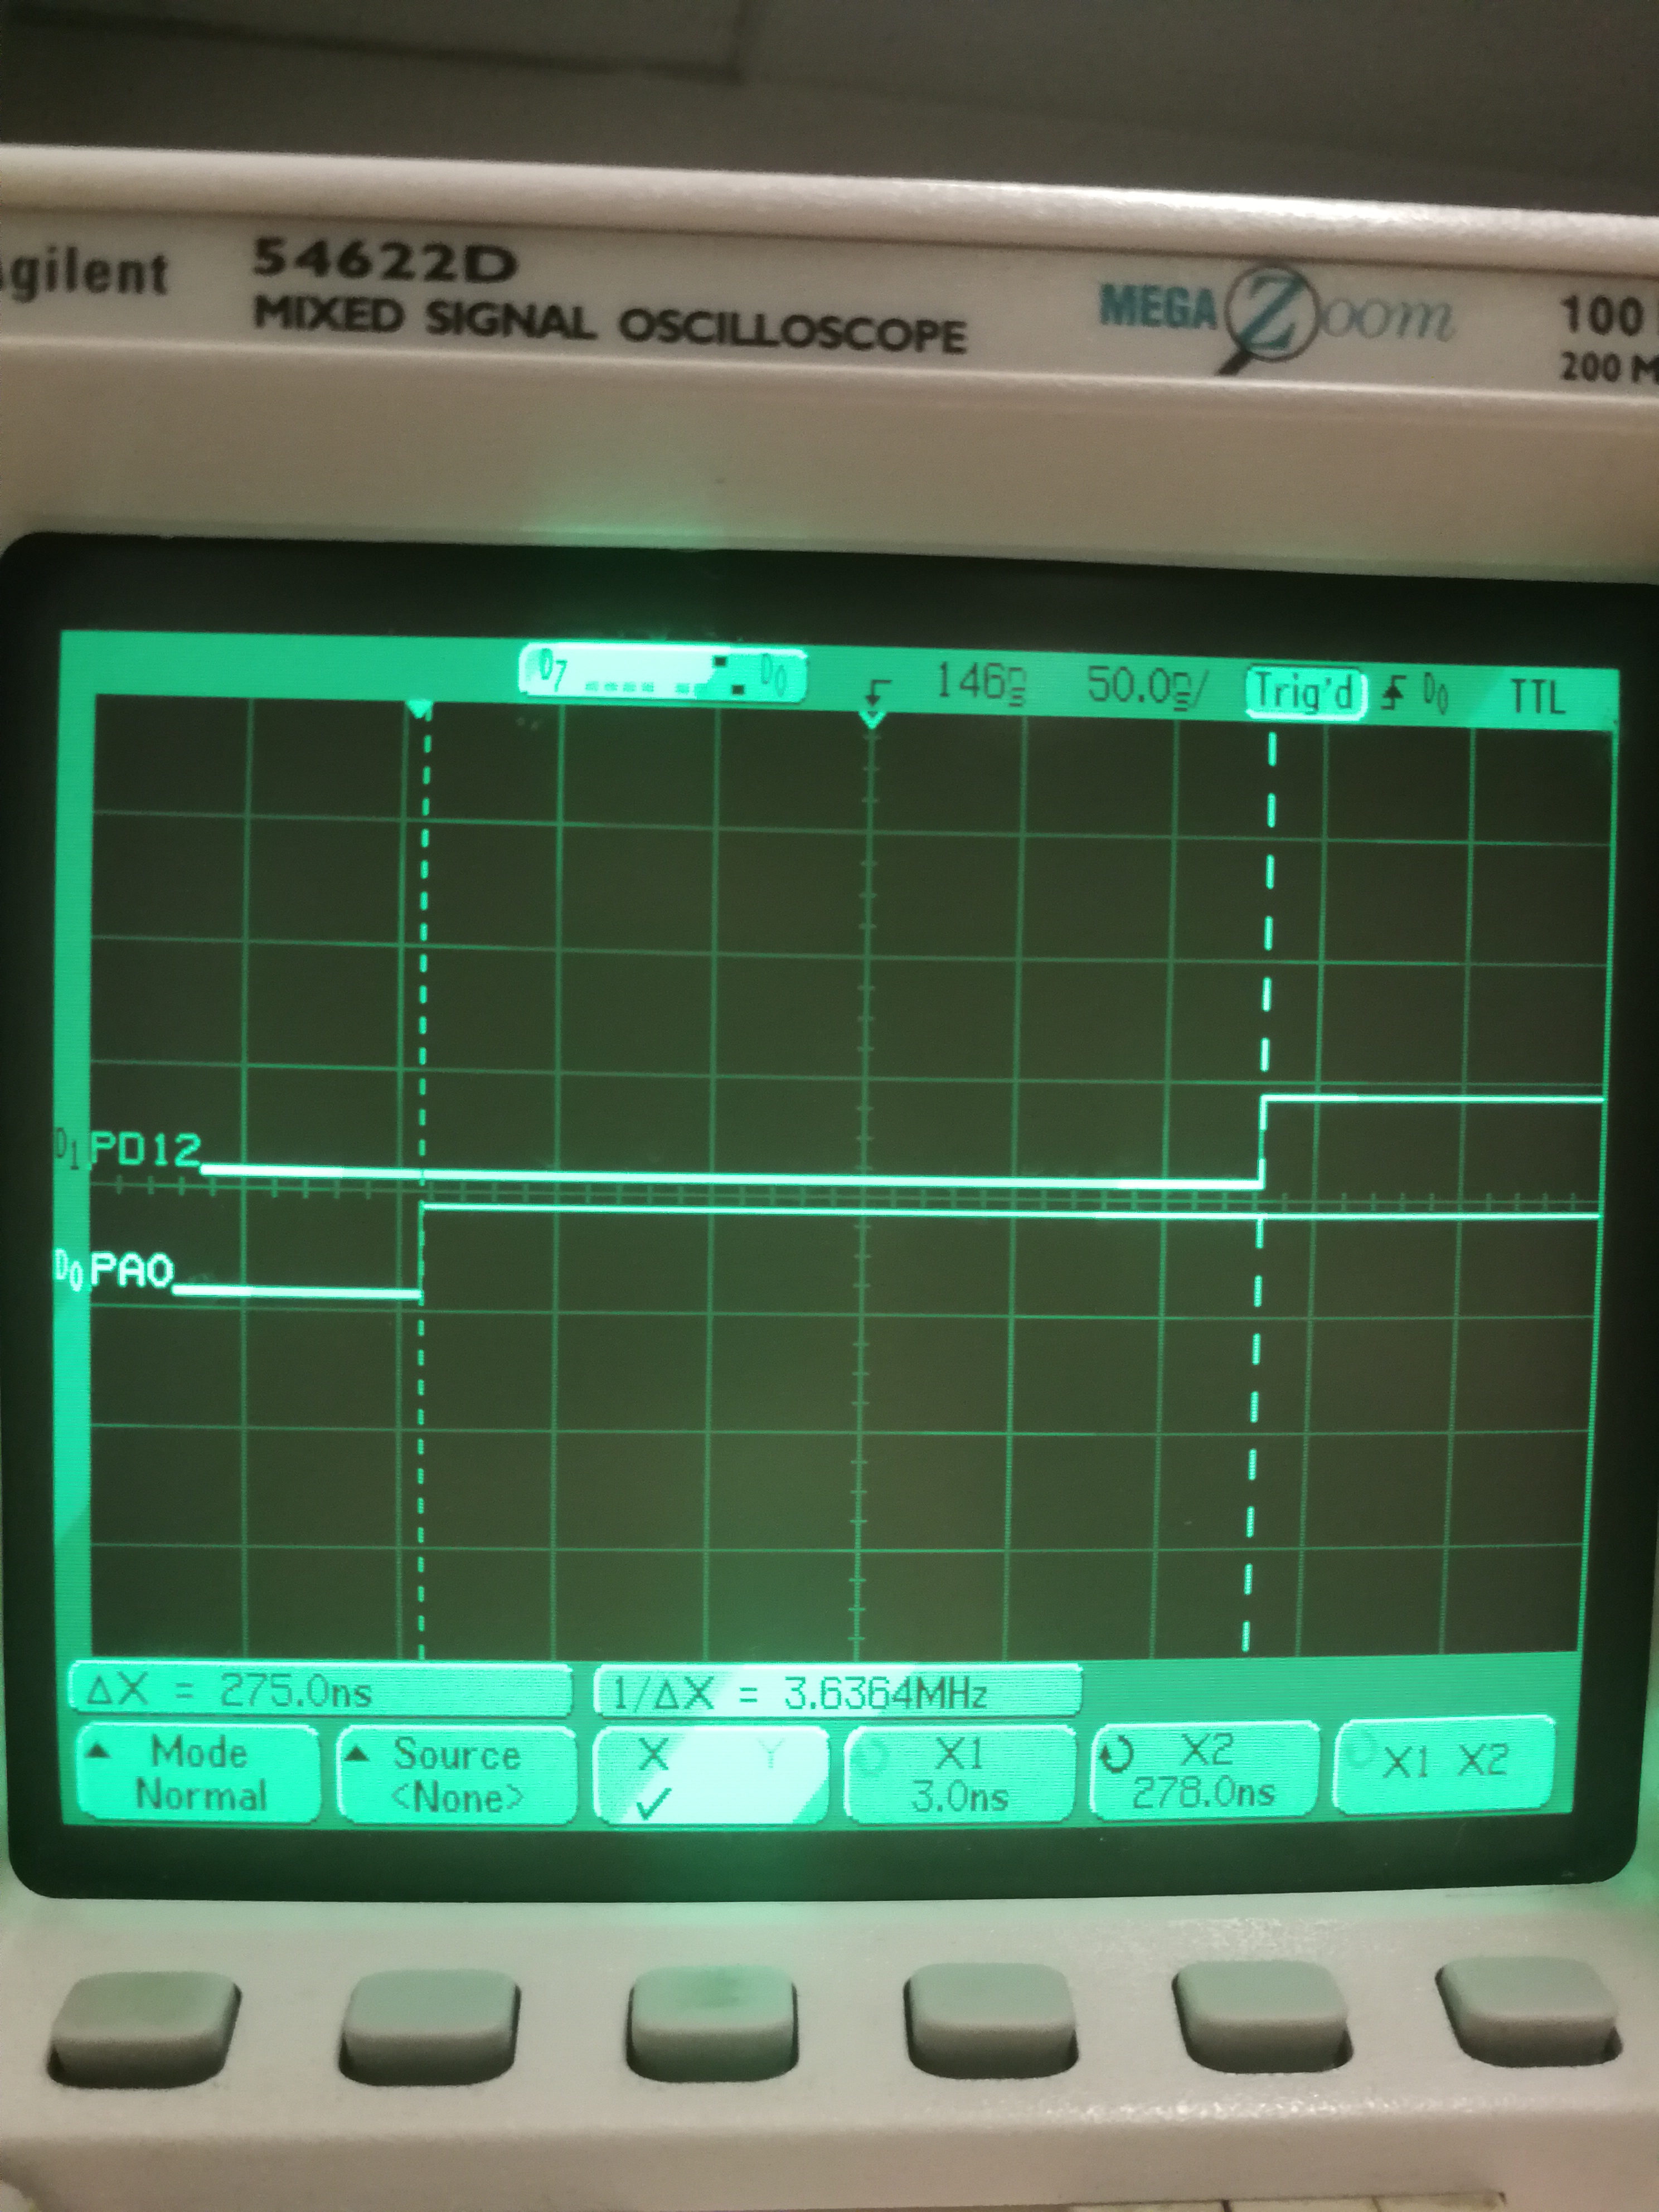 gilent
54622D
MIXED SIGNAL OSCILLOSCOPE
MEGA Zoom
100
200 M
D7 D0 146ns 50.0ns/ Trig'd D0 TTL
D1 PD12
D0 PA0
ΔX = 275.0ns 1/ΔX = 3.6364MHz
Mode Source X Y X1 X2 X1 X2
Normal <None> ✓ 3.0ns 278.0ns